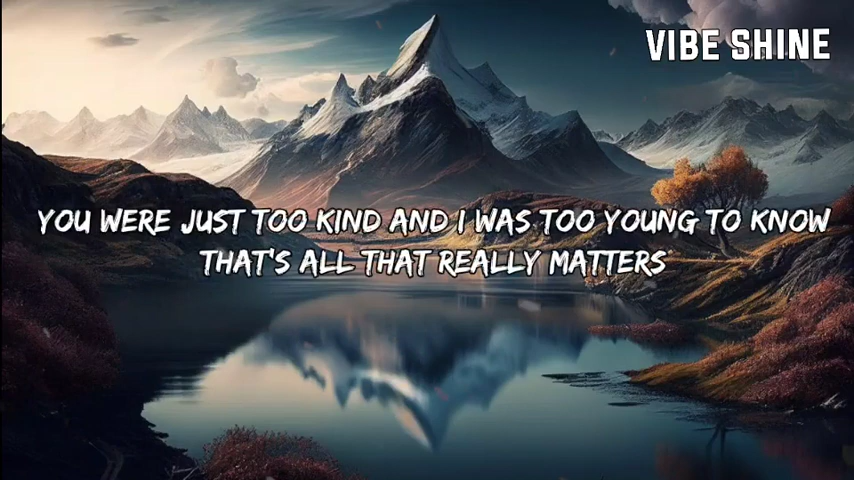 VIBE SHINE
YOU WERE JUST TOO KIND AND I WAS TOO YOUNG TO KNOW
THAT'S ALL THAT REALLY MATTERS